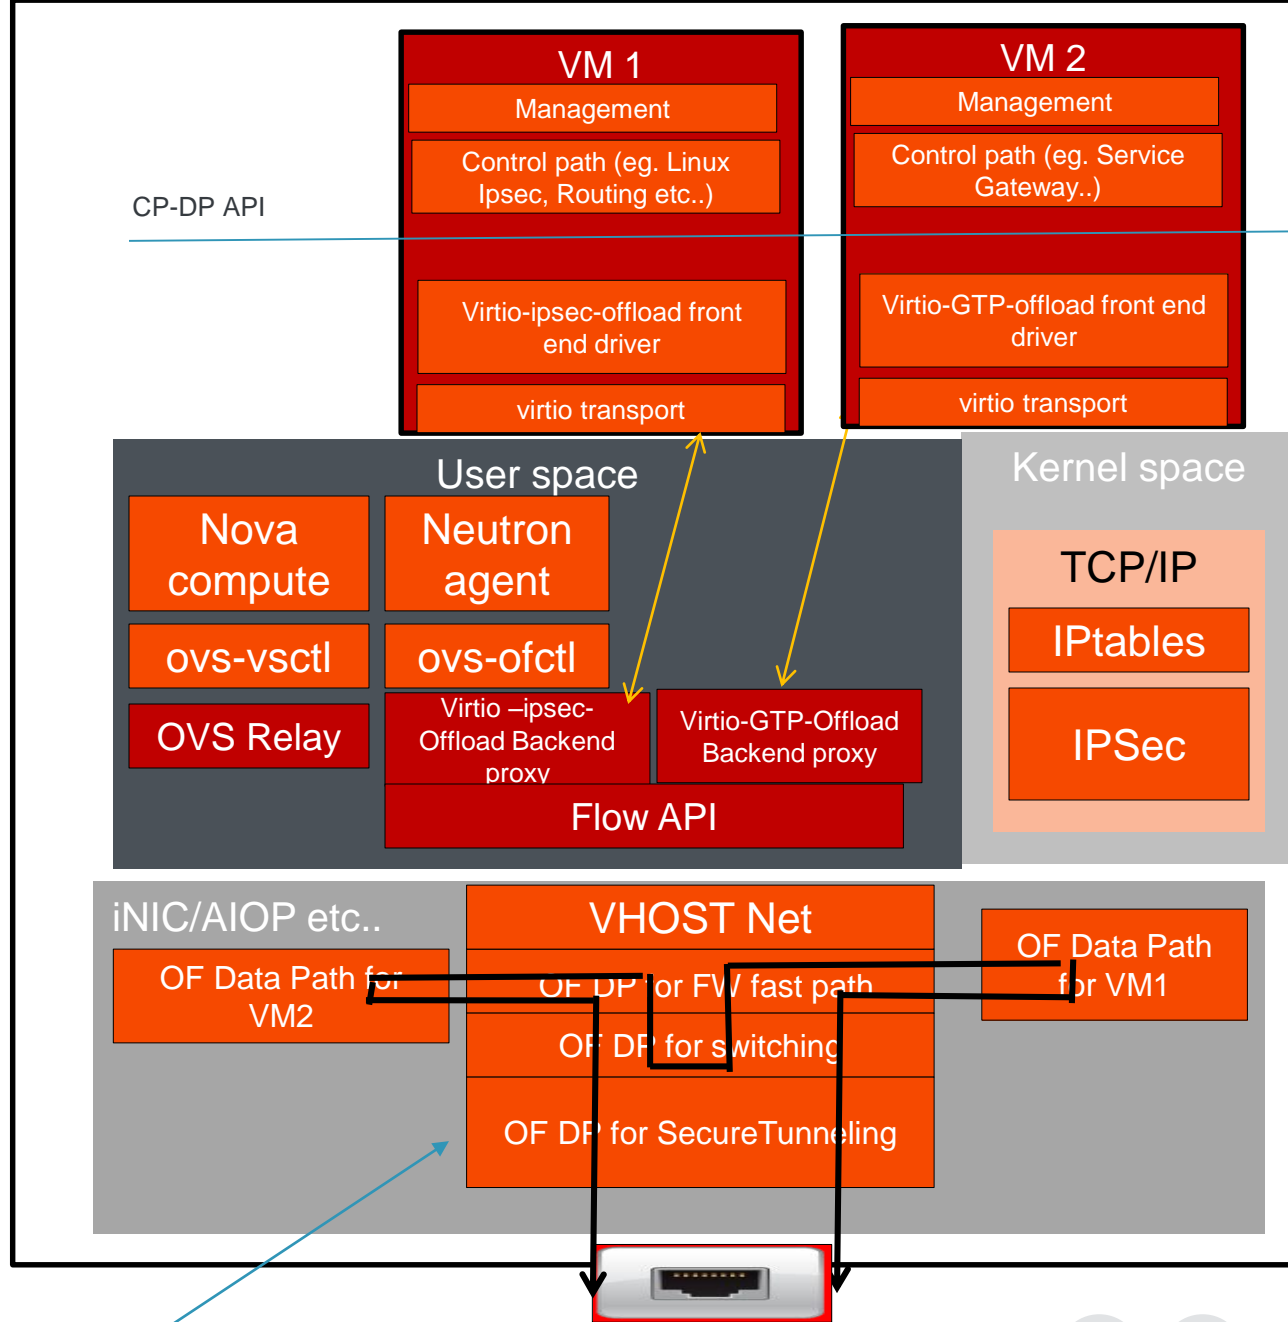 VM 1
Management
Control path (eg. Linux
Ipsec, Routing etc..)
Virtio-ipsec-offload front
end driver
virtio transport
VM 2
Management
Control path (eg. Service
Gateway..)
Virtio-GTP-offload front end
driver
virtio transport
CP-DP API
User space
Nova
compute
Neutron
agent
ovs-vsctl
ovs-ofctl
OVS Relay
Virtio –ipsec-
Offload Backend
proxy
Virtio-GTP-Offload
Backend proxy
Flow API
Kernel space
TCP/IP
IPtables
IPSec
iNIC/AIOP etc..
OF Data Path for
VM2
VHOST Net
OF DP for FW fast path
OF DP for switching
OF DP for SecureTunneling
OF Data Path
for VM1